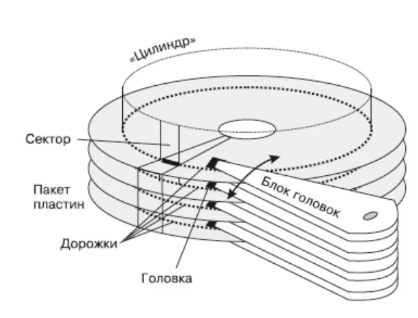 «Цилиндр»
Сектор
Блок головок
Пакет
пластин
Дорожки
Головка